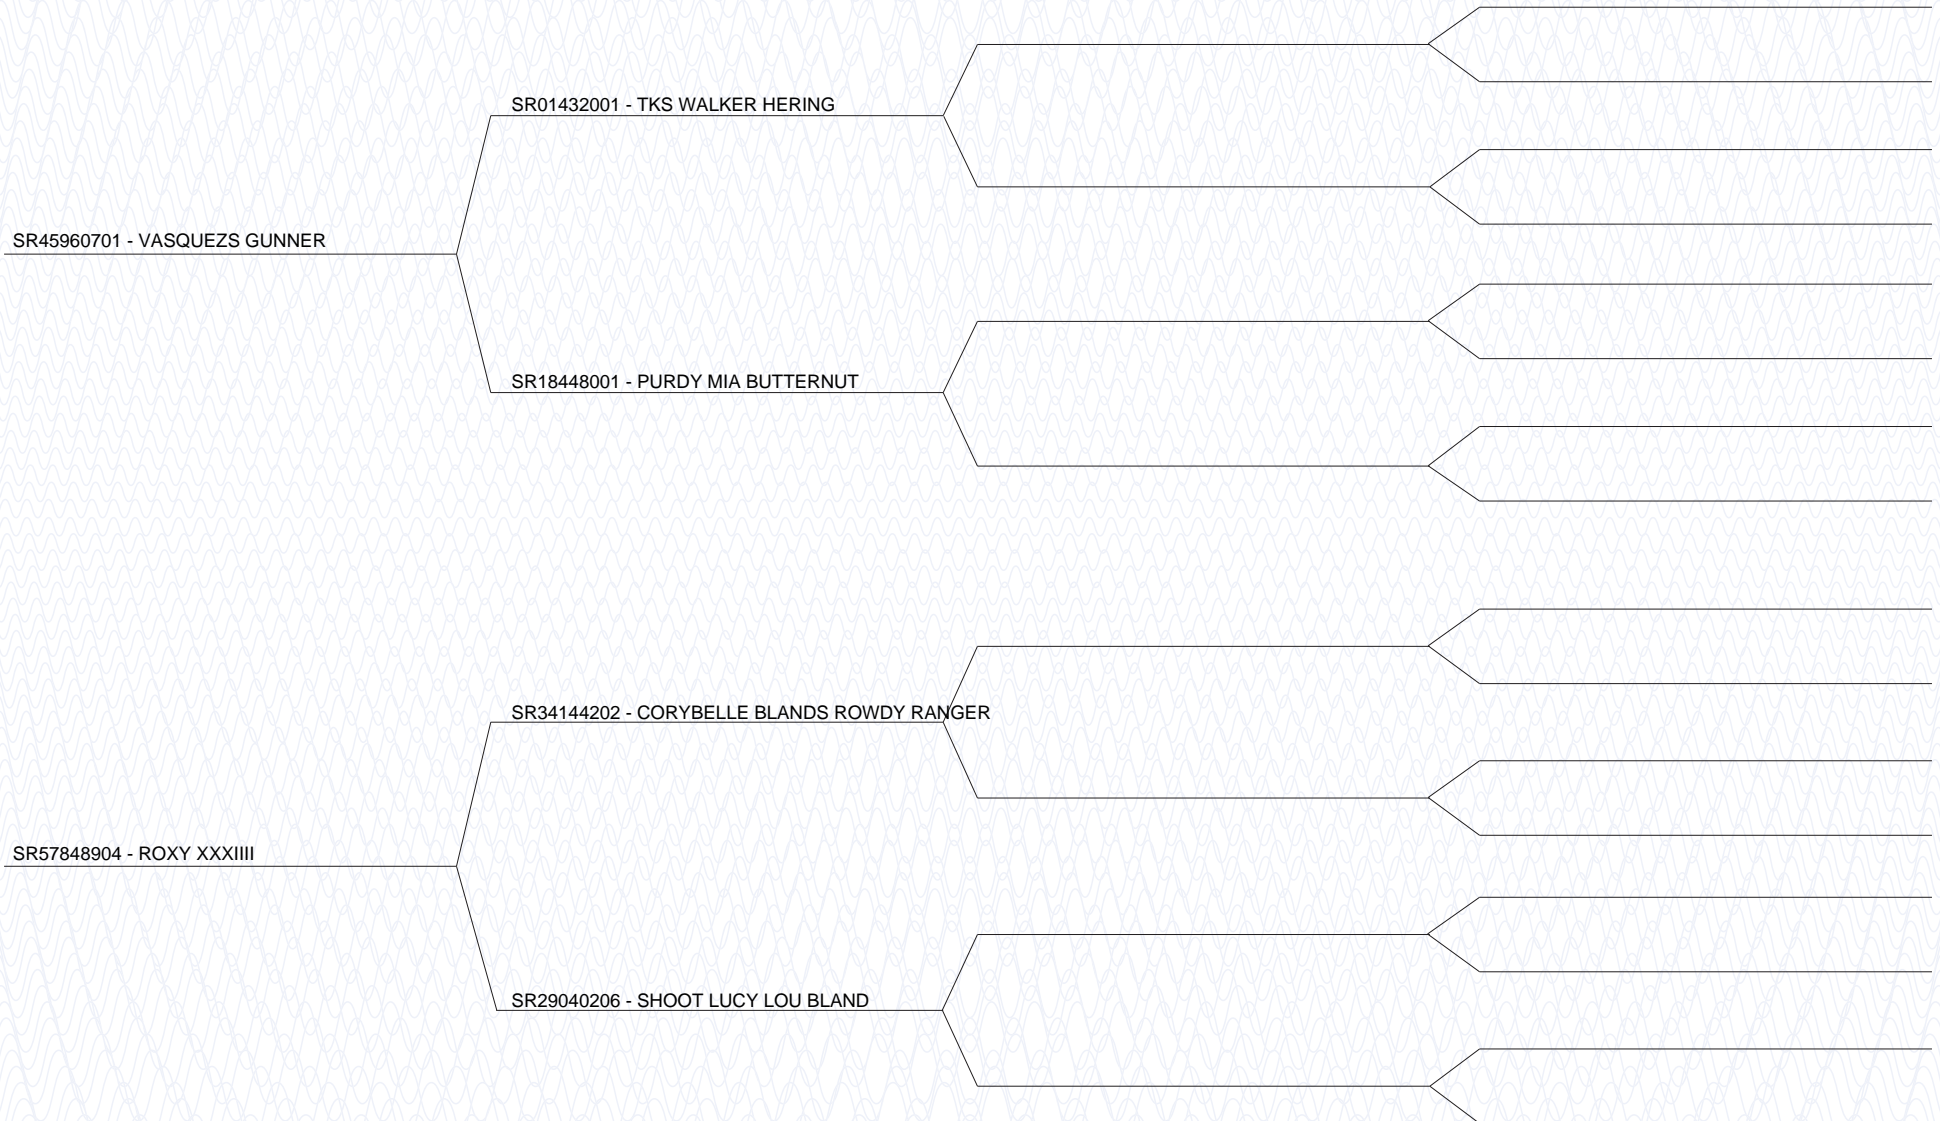 SR01432001 - TKS WALKER HERING
SR45960701 - VASQUEZS GUNNER
SR18448001 - PURDY MIA BUTTERNUT
SR34144202 - CORYBELLE BLANDS ROWDY RANGER
SR57848904 - ROXY XXXIIII
SR29040206 - SHOOT LUCY LOU BLAND